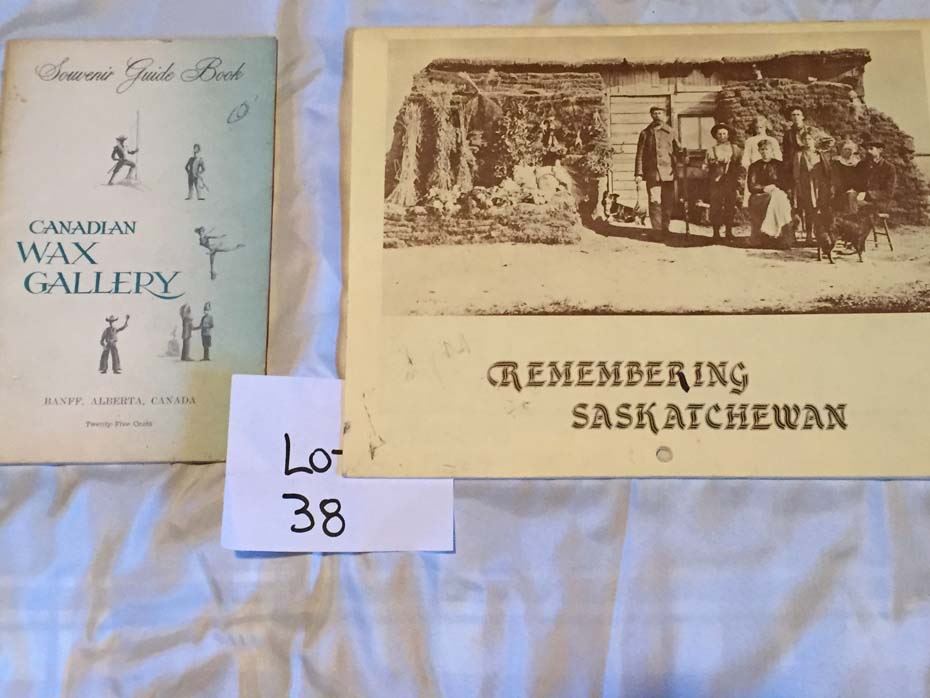 Souvenir Guide Book
CANADIAN
WAX
GALLERY
BANFF, ALBERTA, CANADA
Twenty-Five Cents
REMEMBERING
SASKATCHEWAN
Lo
38